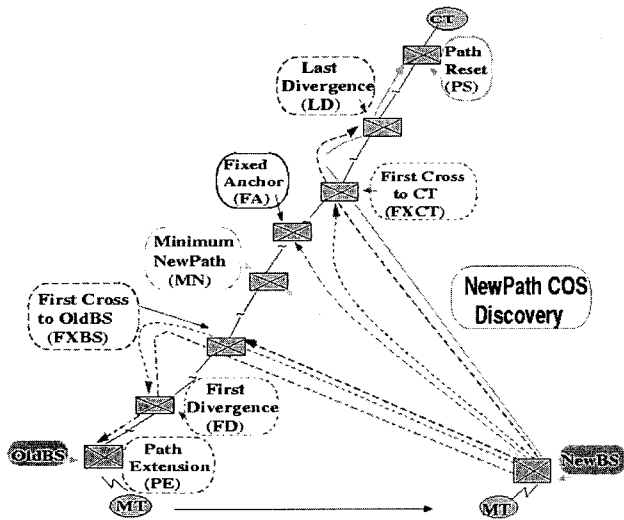 CT
Path
Reset
(PS)
Last
Divergence
(LD)
Fixed
Anchor
(FA)
First Cross
to CT
(FXCT)
Minimum
NewPath
(MN)
NewPath COS
Discovery
First Cross
to OldBS
(FXBS)
First
Divergence
(FD)
OldBS
Path
Extension
(PE)
NewBS
MT
MT